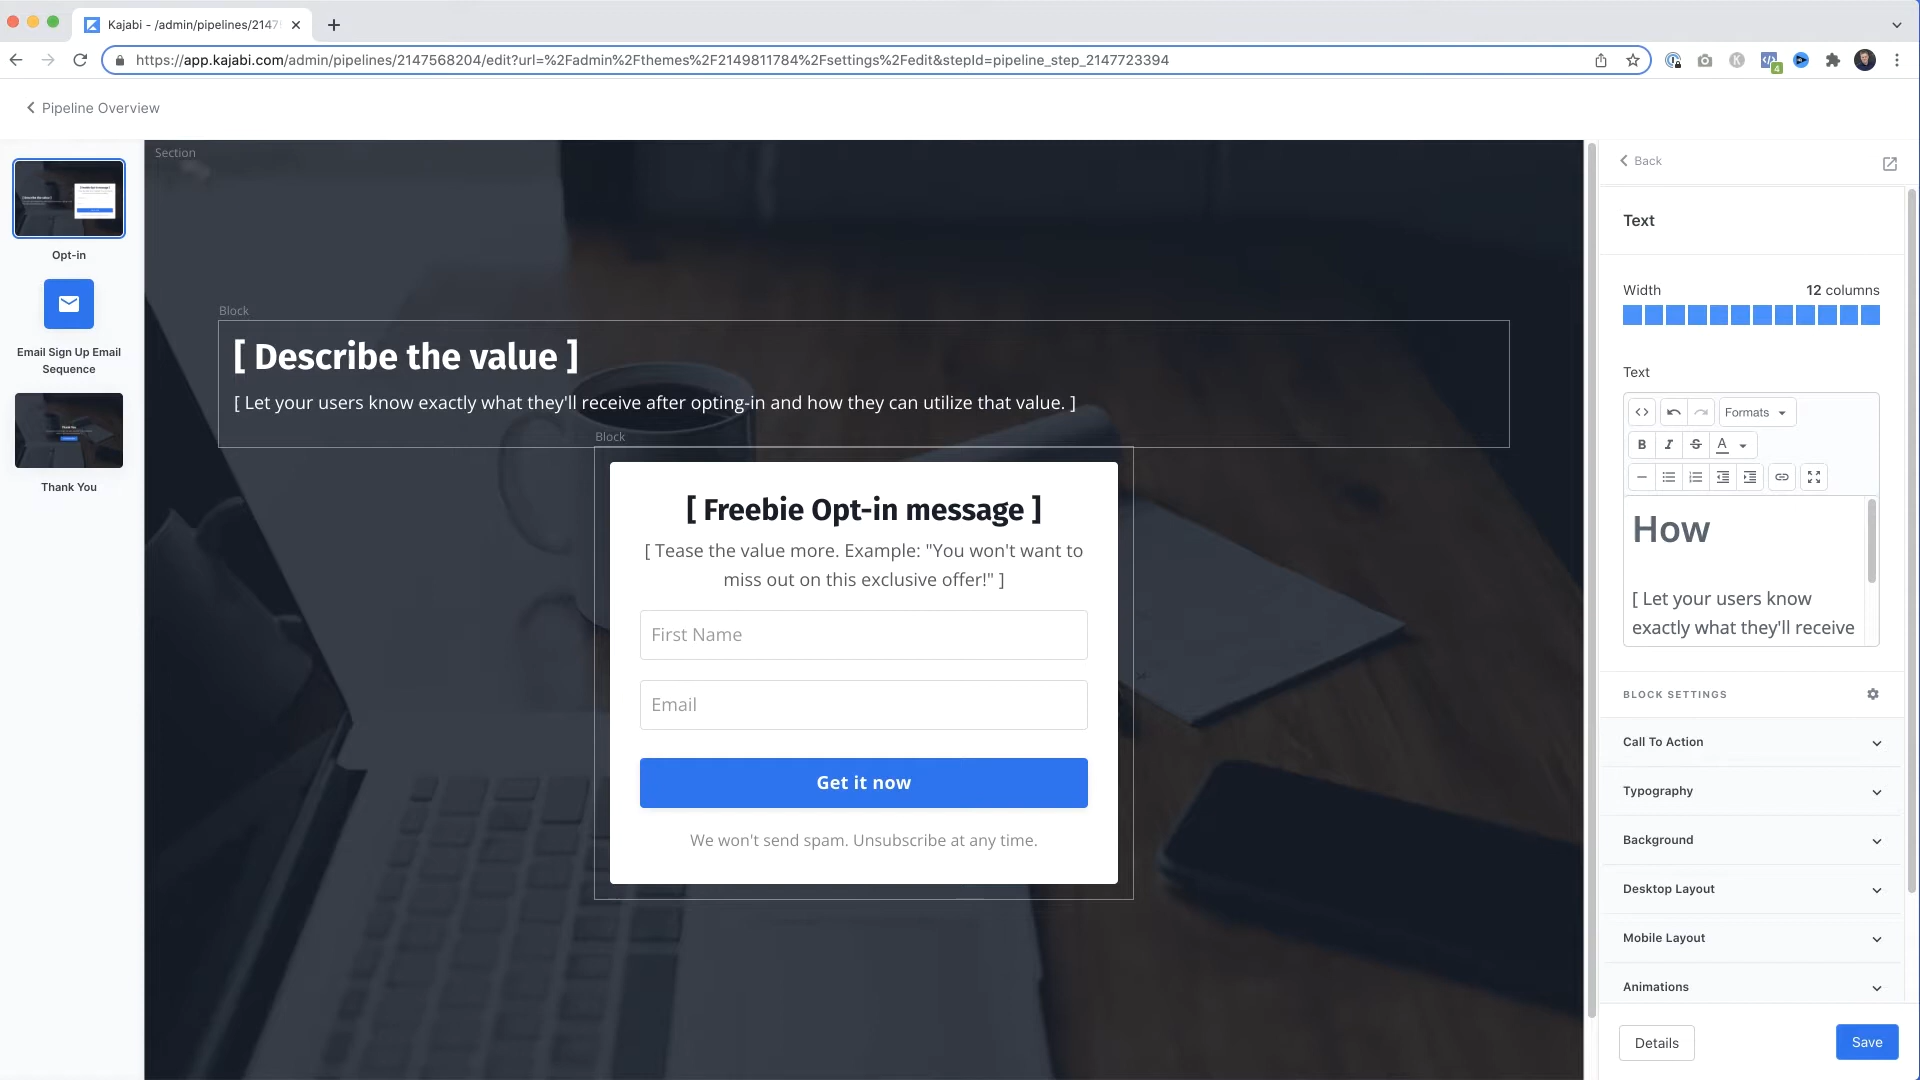 Kajabi - /admin/pipelines/2147
https://app.kajabi.com/admin/pipelines/2147568204/edit?url=%2Fadmin%2Fthemes%2F2149811784%2Fsettings%2Fedit&stepId=pipeline_step_2147723394
4
Pipeline Overview
Opt-in
Email Sign Up Email
Sequence
Thank You
Section
Block
[ Describe the value ]
[ Let your users know exactly what they'll receive after opting-in and how they can utilize that value. ]
Block
[ Freebie Opt-in message ]
[ Tease the value more. Example: "You won't want to
miss out on this exclusive offer!" ]
First Name
Email
Get it now
We won't send spam. Unsubscribe at any time.
Back
Text
Width 12 columns
Text
Formats
B I S A
How
[ Let your users know
exactly what they'll receive
BLOCK SETTINGS
Call To Action
Typography
Background
Desktop Layout
Mobile Layout
Animations
Details
Save